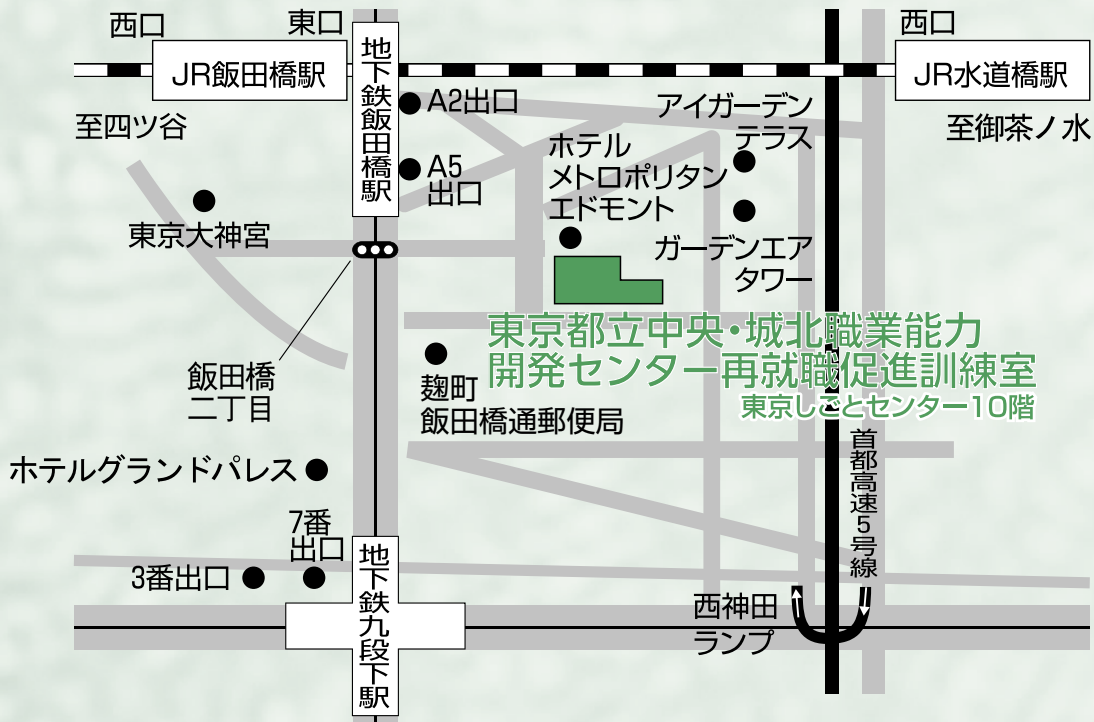 西口
東口
西口
JR飯田橋駅
地下鉄飯田橋駅
JR水道橋駅
A2出口
アイガーデン
テラス
至四ツ谷
至御茶ノ水
A5
出口
ホテル
メトロポリタン
エドモント
東京大神宮
ガーデンエア
タワー
東京都立中央・城北職業能力
開発センター再就職促進訓練室
東京しごとセンター10階
飯田橋
二丁目
麹町
飯田橋通郵便局
首都高速5号線
ホテルグランドパレス
7番
出口
3番出口
地下鉄九段下駅
西神田
ランプ